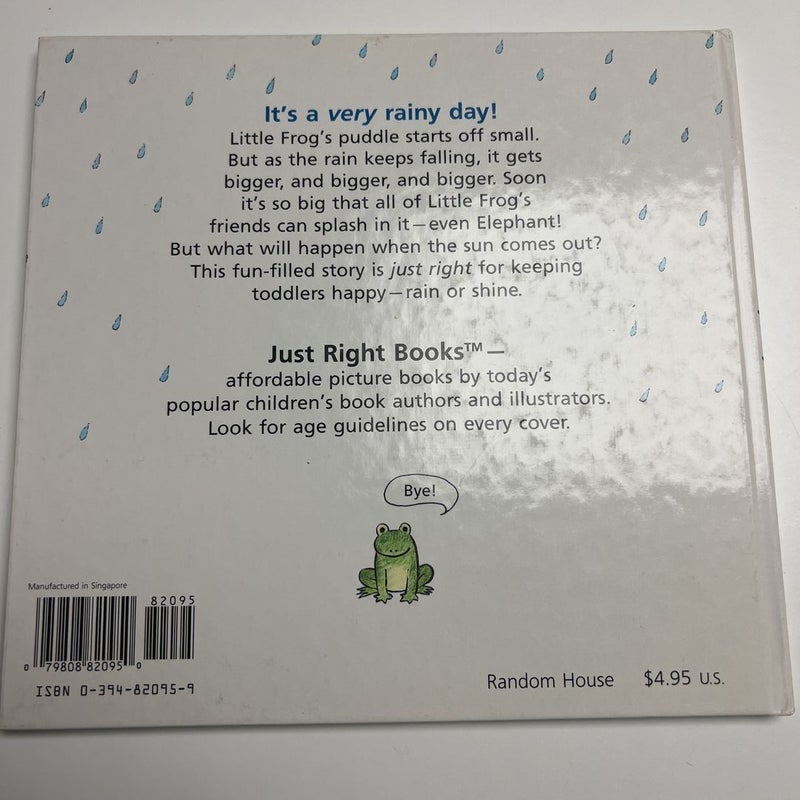 It's a very rainy day!
Little Frog's puddle starts off small.
But as the rain keeps falling, it gets
bigger, and bigger, and bigger. Soon
it's so big that all of Little Frog's
friends can splash in it—even Elephant!
But what will happen when the sun comes out?
This fun-filled story is just right for keeping
toddlers happy—rain or shine.
Just Right Books™—
affordable picture books by today's
popular children's book authors and illustrators.
Look for age guidelines on every cover.
Bye!
Manufactured in Singapore
82095
0 79808 82095 0
ISBN 0-394-82095-9
Random House $4.95 U.S.